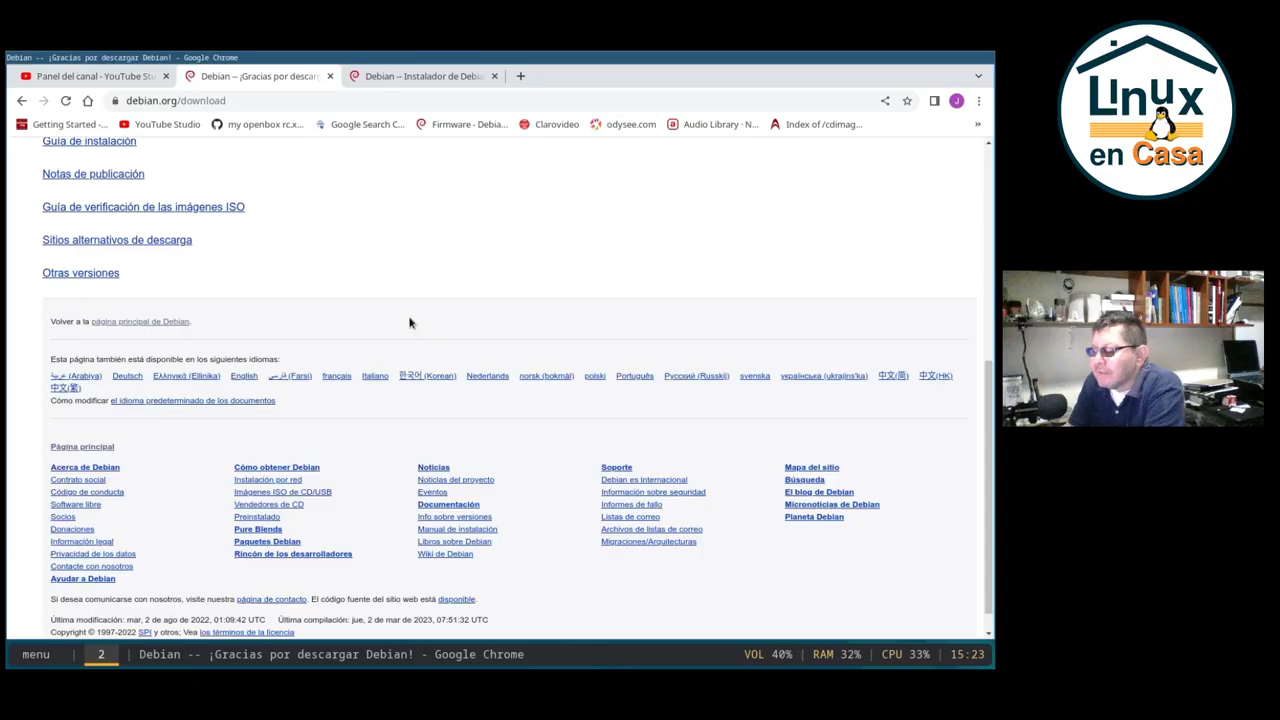 Debian -- ¡Gracias por descargar Debian! - Google Chrome
Panel del canal - YouTube Stu
Debian -- ¡Gracias por descar
Debian -- Instalador de Debia
debian.org/download
J
Getting Started -...
YouTube Studio
my openbox rc.x...
Google Search C...
Firmware - Debia...
Clarovideo
odysee.com
Audio Library · N...
Index of /cdimag...
»
Guía de instalación
Notas de publicación
Guía de verificación de las imágenes ISO
Sitios alternativos de descarga
Otras versiones
Volver a la página principal de Debian.
Esta página también está disponible en los siguientes idiomas:
عربية (Arabiya) Deutsch Ελληνικά (Ellinika) English فارسی (Farsi) français Italiano 한국어 (Korean) Nederlands norsk (bokmål) polski Português Русский (Russkij) svenska українська (ukrajins'ka) 中文(简) 中文(HK)
中文(繁)
Cómo modificar el idioma predeterminado de los documentos
Página principal
Acerca de Debian
Contrato social
Código de conducta
Software libre
Socios
Donaciones
Información legal
Privacidad de los datos
Contacte con nosotros
Ayudar a Debian
Cómo obtener Debian
Instalación por red
Imágenes ISO de CD/USB
Vendedores de CD
Preinstalado
Pure Blends
Paquetes Debian
Rincón de los desarrolladores
Noticias
Noticias del proyecto
Eventos
Documentación
Info sobre versiones
Manual de instalación
Libros sobre Debian
Wiki de Debian
Soporte
Debian es internacional
Información sobre seguridad
Informes de fallo
Listas de correo
Archivos de listas de correo
Migraciones/Arquitecturas
Mapa del sitio
Búsqueda
El blog de Debian
Micronoticias de Debian
Planeta Debian
Si desea comunicarse con nosotros, visite nuestra página de contacto. El código fuente del sitio web está disponible.
Última modificación: mar, 2 de ago de 2022, 01:09:42 UTC Última compilación: jue, 2 de mar de 2023, 07:51:32 UTC
Copyright © 1997-2022 SPI y otros; Vea los términos de la licencia
menu | 2 | Debian -- ¡Gracias por descargar Debian! - Google Chrome VOL 40% | RAM 32% | CPU 33% | 15:23
Linux
en Casa